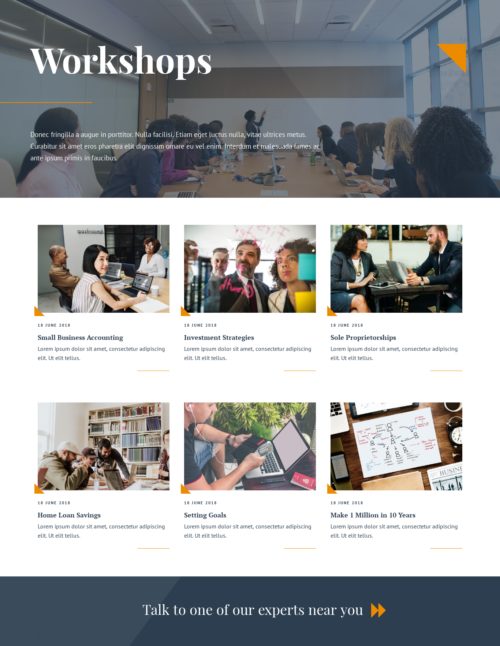 Workshops
Donec fringilla a augue in porttitor. Nulla facilisi. Etiam eget luctus nulla, vitae ultrices metus.
Curabitur sit amet eros pharetra elit dignissim ornare eu vel enim. Interdum et malesuada fames ac
ante ipsum primis in faucibus.
18 JUNE 2018
Small Business Accounting
Lorem ipsum dolor sit amet, consectetur adipiscing
elit. Ut elit tellus.
18 JUNE 2018
Investment Strategies
Lorem ipsum dolor sit amet, consectetur adipiscing
elit. Ut elit tellus.
18 JUNE 2018
Sole Proprietorships
Lorem ipsum dolor sit amet, consectetur adipiscing
elit. Ut elit tellus.
BUSINESS
18 JUNE 2018
Home Loan Savings
Lorem ipsum dolor sit amet, consectetur adipiscing
elit. Ut elit tellus.
18 JUNE 2018
Setting Goals
Lorem ipsum dolor sit amet, consectetur adipiscing
elit. Ut elit tellus.
18 JUNE 2018
Make 1 Million in 10 Years
Lorem ipsum dolor sit amet, consectetur adipiscing
elit. Ut elit tellus.
Talk to one of our experts near you